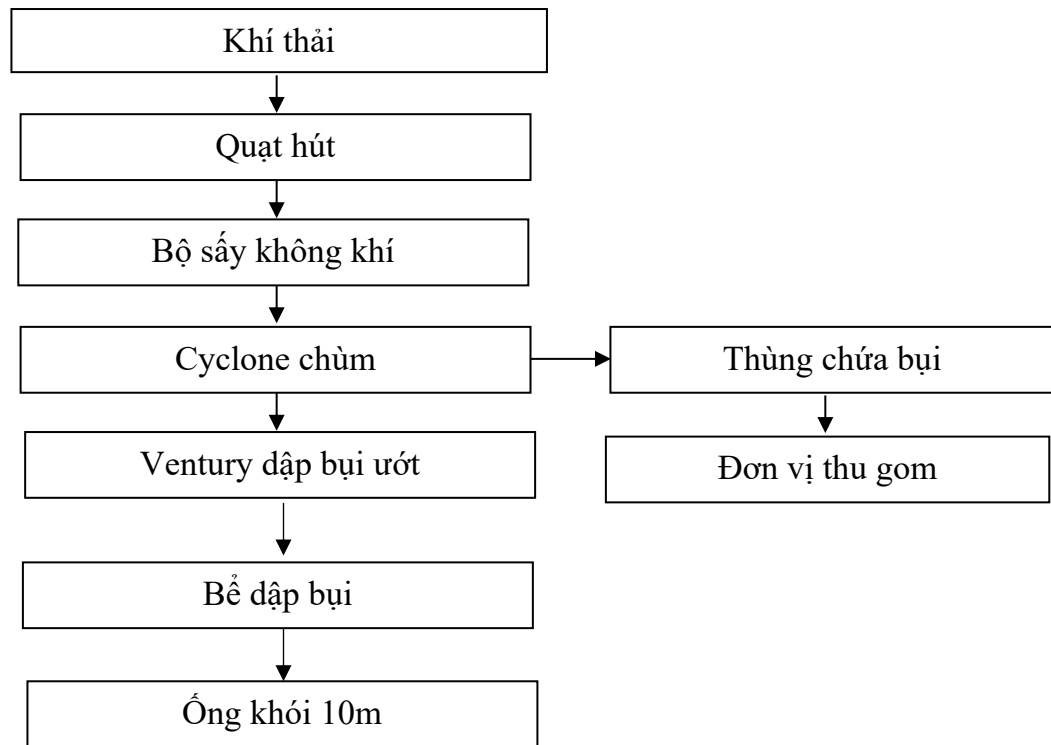 Khí thải
Quạt hút
Bộ sấy không khí
Cyclone chùm
Thùng chứa bụi
Ventury dập bụi ướt
Đơn vị thu gom
Bể dập bụi
Ống khói 10m